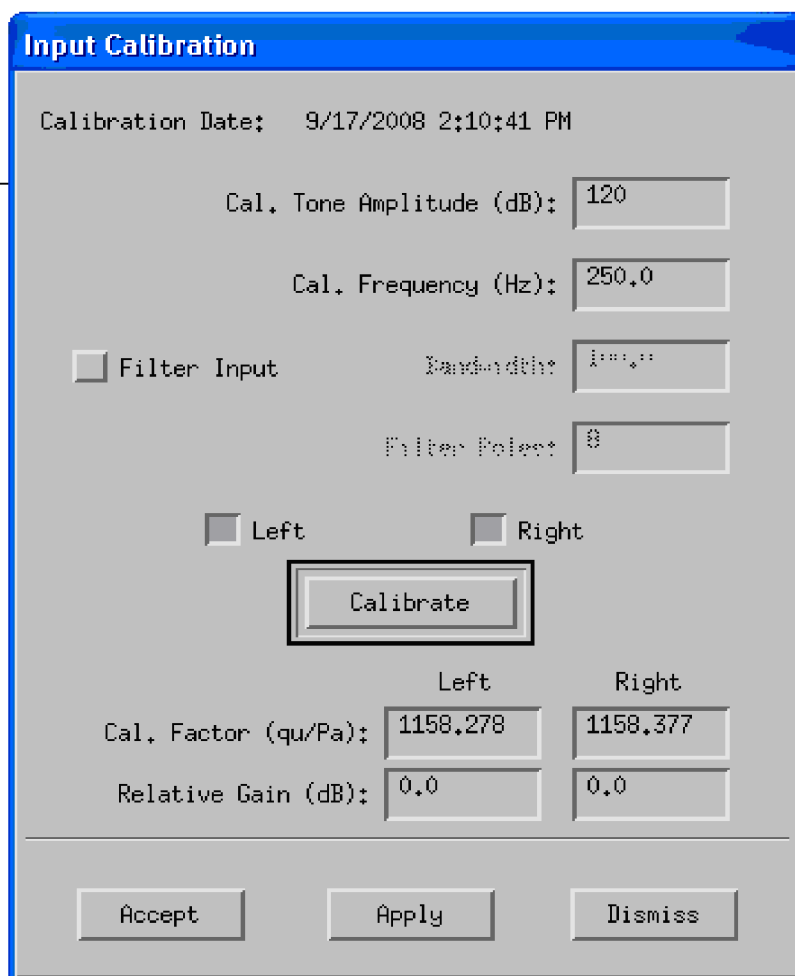 Input Calibration
Calibration Date: 9/17/2008 2:10:41 PM
Cal. Tone Amplitude (dB): 120
Cal. Frequency (Hz): 250.0
Filter Input Bandwidth:
Filter Poles: 8
Left Right
Calibrate
Left Right
Cal. Factor (qu/Pa): 1158.278 1158.377
Relative Gain (dB): 0.0 0.0
Accept Apply Dismiss